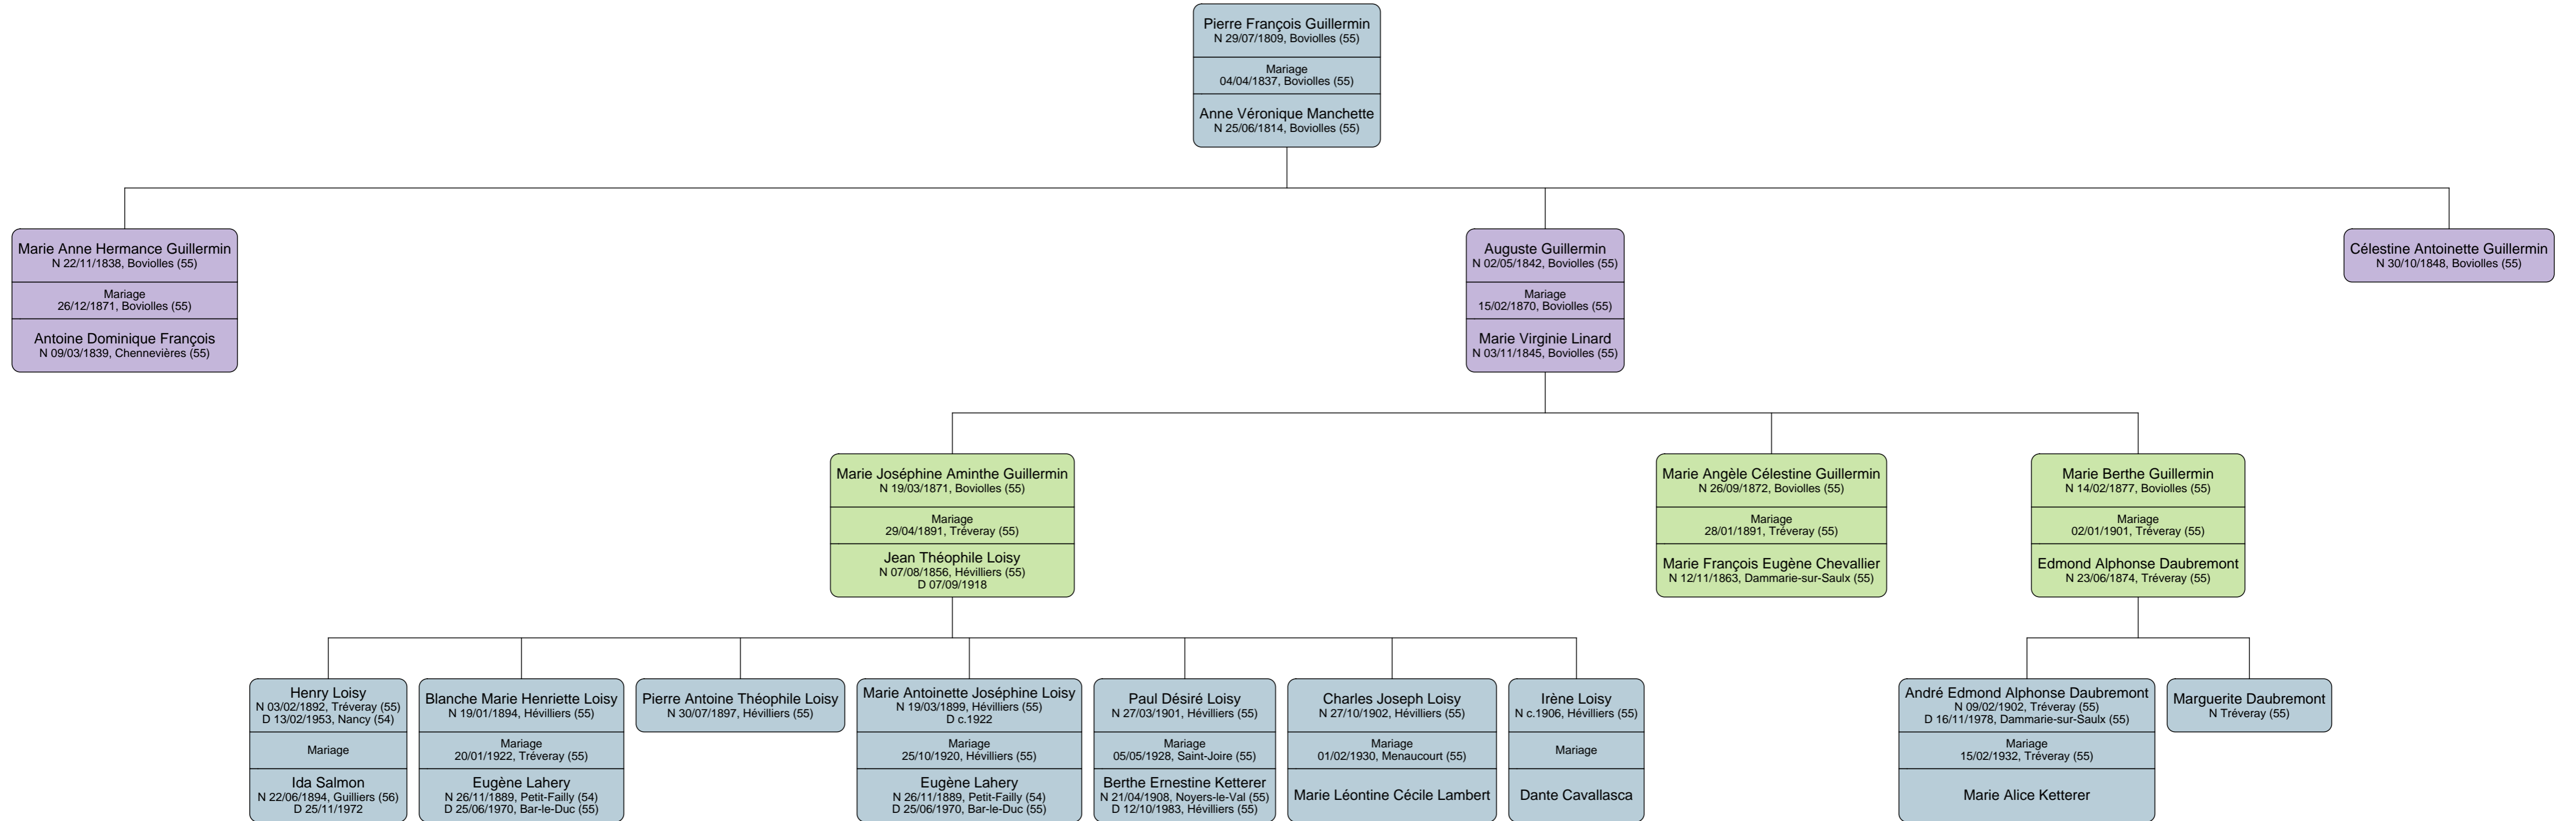 Pierre François Guillermin
N 29/07/1809, Boviolles (55)
Mariage
04/04/1837, Boviolles (55)
Anne Véronique Manchette
N 25/06/1814, Boviolles (55)
Marie Anne Hermance Guillermin
N 22/11/1838, Boviolles (55)
Mariage
26/12/1871, Boviolles (55)
Antoine Dominique François
N 09/03/1839, Chennevières (55)
Auguste Guillermin
N 02/05/1842, Boviolles (55)
Mariage
15/02/1870, Boviolles (55)
Marie Virginie Linard
N 03/11/1845, Boviolles (55)
Célestine Antoinette Guillermin
N 30/10/1848, Boviolles (55)
Marie Joséphine Aminthe Guillermin
N 19/03/1871, Boviolles (55)
Mariage
29/04/1891, Tréveray (55)
Jean Théophile Loisy
N 07/08/1856, Hévilliers (55)
D 07/09/1918
Marie Angèle Célestine Guillermin
N 26/09/1872, Boviolles (55)
Mariage
28/01/1891, Tréveray (55)
Marie François Eugène Chevallier
N 12/11/1863, Dammarie-sur-Saulx (55)
Marie Berthe Guillermin
N 14/02/1877, Boviolles (55)
Mariage
02/01/1901, Tréveray (55)
Edmond Alphonse Daubremont
N 23/06/1874, Tréveray (55)
Henry Loisy
N 03/02/1892, Tréveray (55)
D 13/02/1953, Nancy (54)
Mariage
Ida Salmon
N 22/06/1894, Guilliers (56)
D 25/11/1972
Blanche Marie Henriette Loisy
N 19/01/1894, Hévilliers (55)
Mariage
20/01/1922, Tréveray (55)
Eugène Lahery
N 26/11/1889, Petit-Failly (54)
D 25/06/1970, Bar-le-Duc (55)
Pierre Antoine Théophile Loisy
N 30/07/1897, Hévilliers (55)
Marie Antoinette Joséphine Loisy
N 19/03/1899, Hévilliers (55)
D c.1922
Mariage
25/10/1920, Hévilliers (55)
Eugène Lahery
N 26/11/1889, Petit-Failly (54)
D 25/06/1970, Bar-le-Duc (55)
Paul Désiré Loisy
N 27/03/1901, Hévilliers (55)
Mariage
05/05/1928, Saint-Joire (55)
Berthe Ernestine Ketterer
N 21/04/1908, Noyers-le-Val (55)
D 12/10/1983, Hévilliers (55)
Charles Joseph Loisy
N 27/10/1902, Hévilliers (55)
Mariage
01/02/1930, Menaucourt (55)
Marie Léontine Cécile Lambert
Irène Loisy
N c.1906, Hévilliers (55)
Mariage
Dante Cavallasca
André Edmond Alphonse Daubremont
N 09/02/1902, Tréveray (55)
D 16/11/1978, Dammarie-sur-Saulx (55)
Mariage
15/02/1932, Tréveray (55)
Marie Alice Ketterer
Marguerite Daubremont
N Tréveray (55)